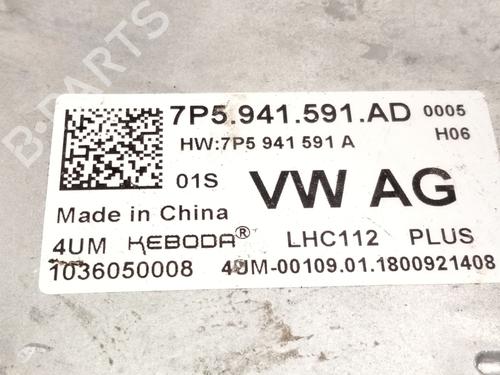 7P5.941.591.AD 0005
HW:7P5 941 591 A H06
01S VW AG
Made in China
4UM KEBODA® LHC112 PLUS
1036050008 4UM-00109.01.1800921408
B-PARTS